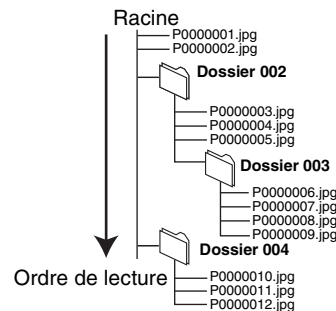 Racine
P0000001.jpg
P0000002.jpg
Dossier 002
P0000003.jpg
P0000004.jpg
P0000005.jpg
Dossier 003
P0000006.jpg
P0000007.jpg
P0000008.jpg
P0000009.jpg
Dossier 004
Ordre de lecture
P0000010.jpg
P0000011.jpg
P0000012.jpg